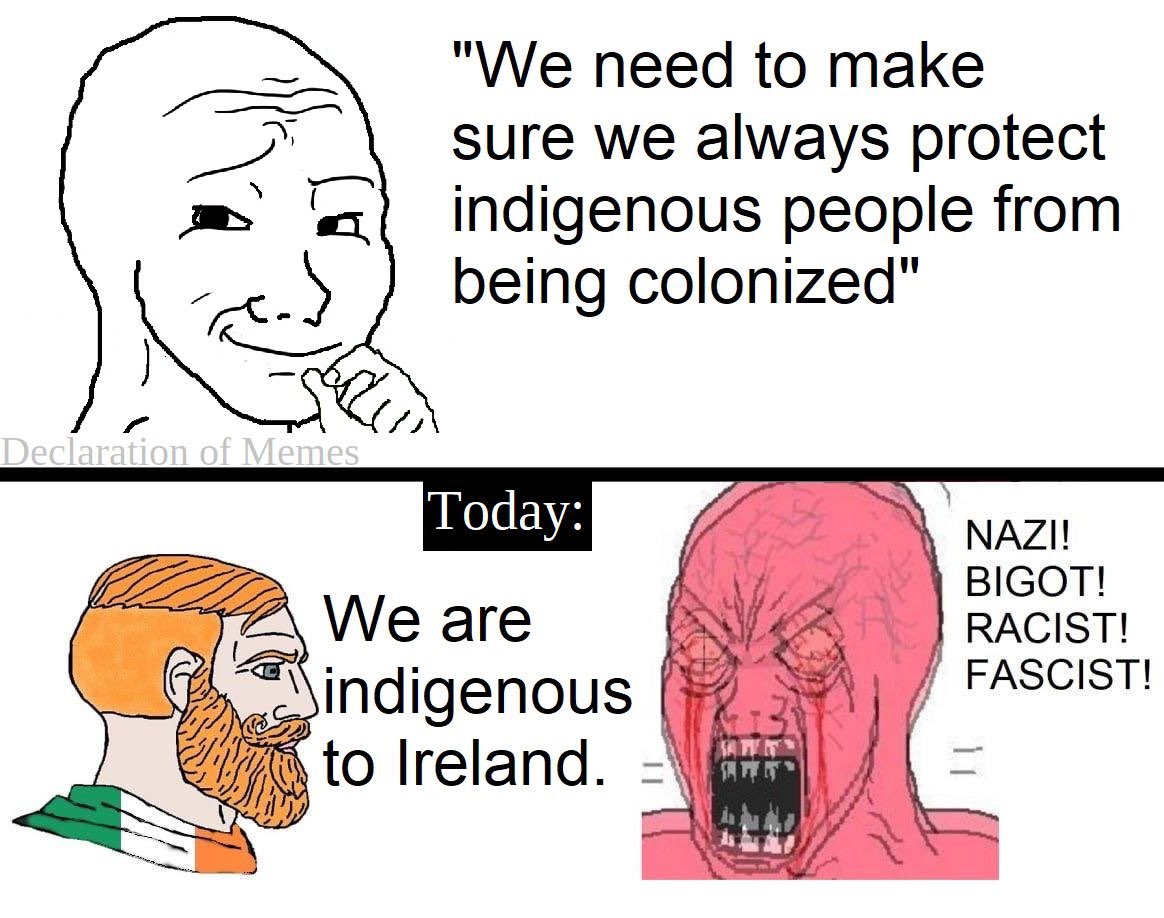 "We need to make
sure we always protect
indigenous people from
being colonized"
Declaration of Memes
Today:
We are
indigenous
to Ireland.
NAZI!
BIGOT!
RACIST!
FASCIST!